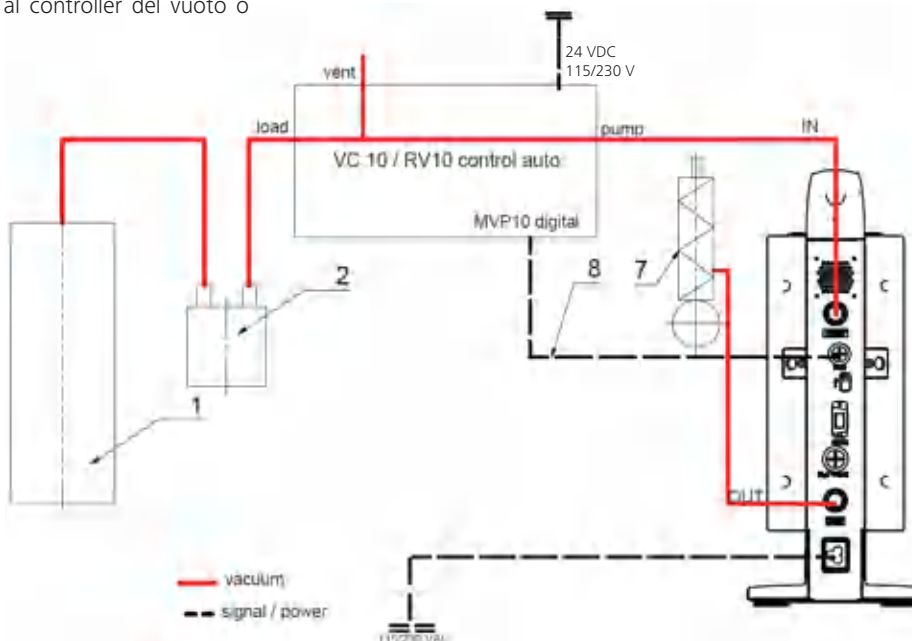 al controller del vuoto o
24 VDC
115/230 V
vent
load
pump
IN
VC 10 / RV10 control auto
MVP10 digital
2
8
7
1
OUT
vacuum
signal / power